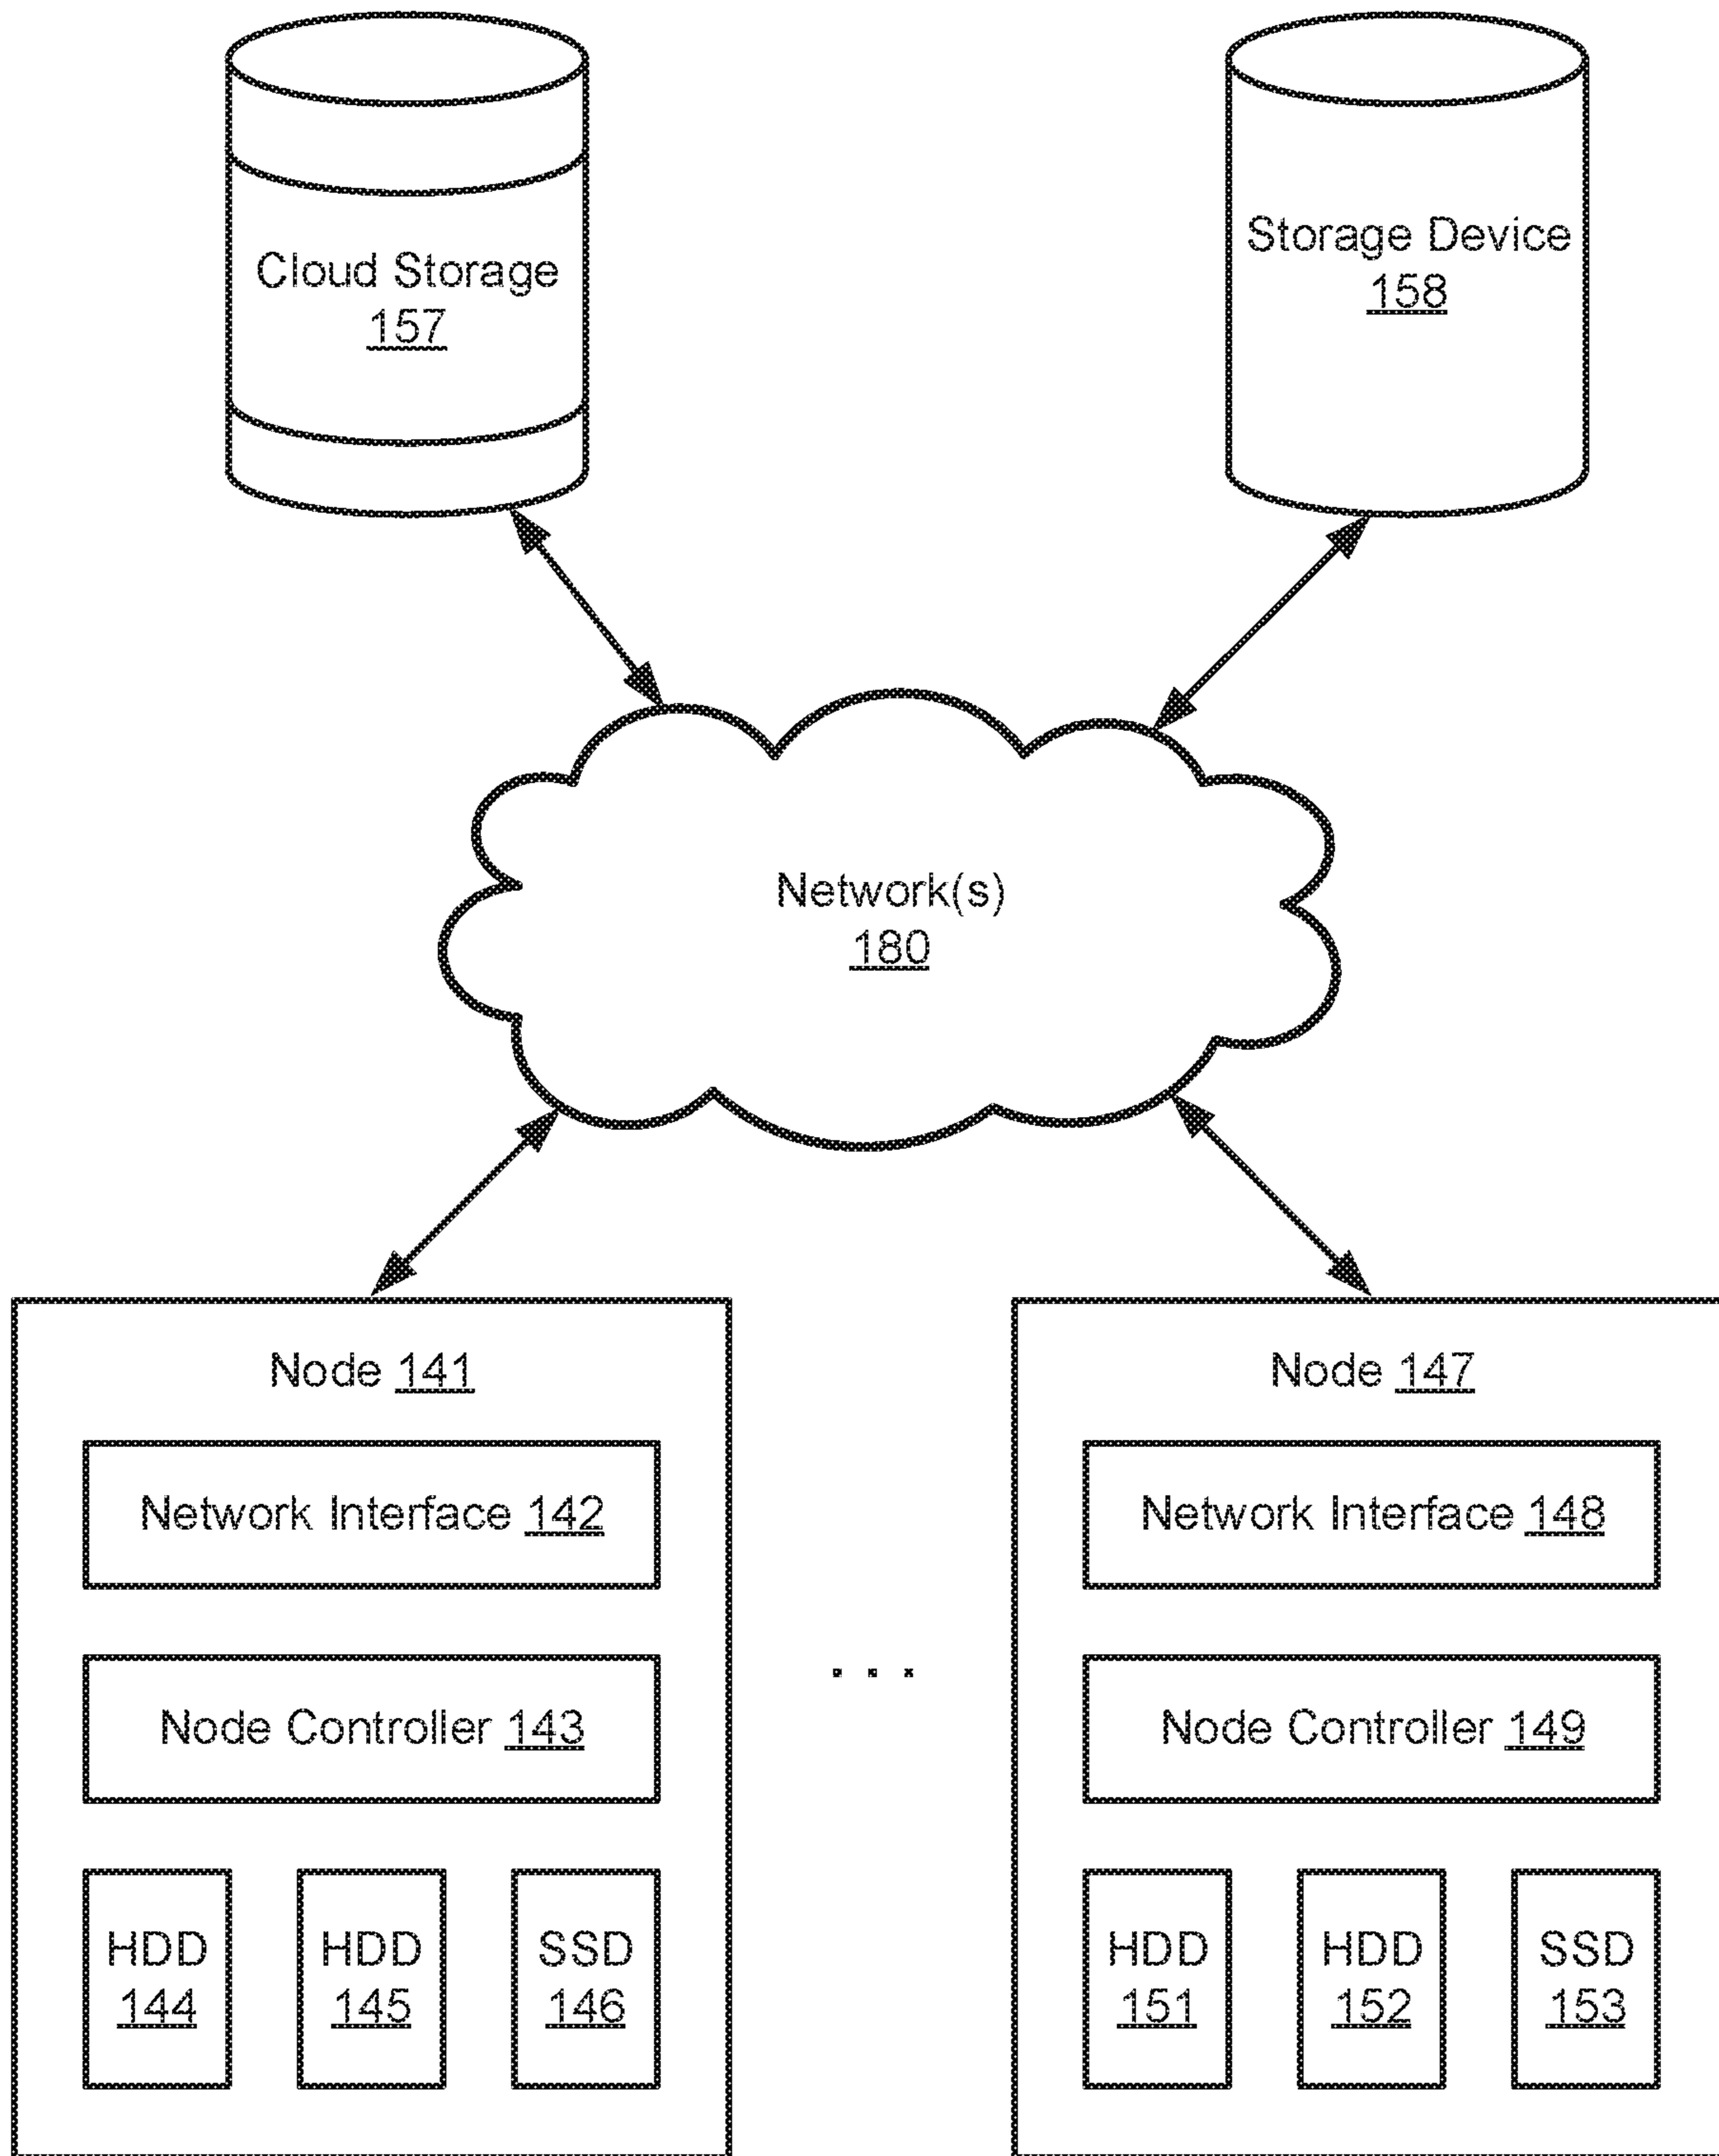 Cloud Storage
157
Storage Device
158
Network(s)
180
Node 141
Network Interface 142
Node Controller 143
HDD
144
HDD
145
SSD
146
. . .
Node 147
Network Interface 148
Node Controller 149
HDD
151
HDD
152
SSD
153